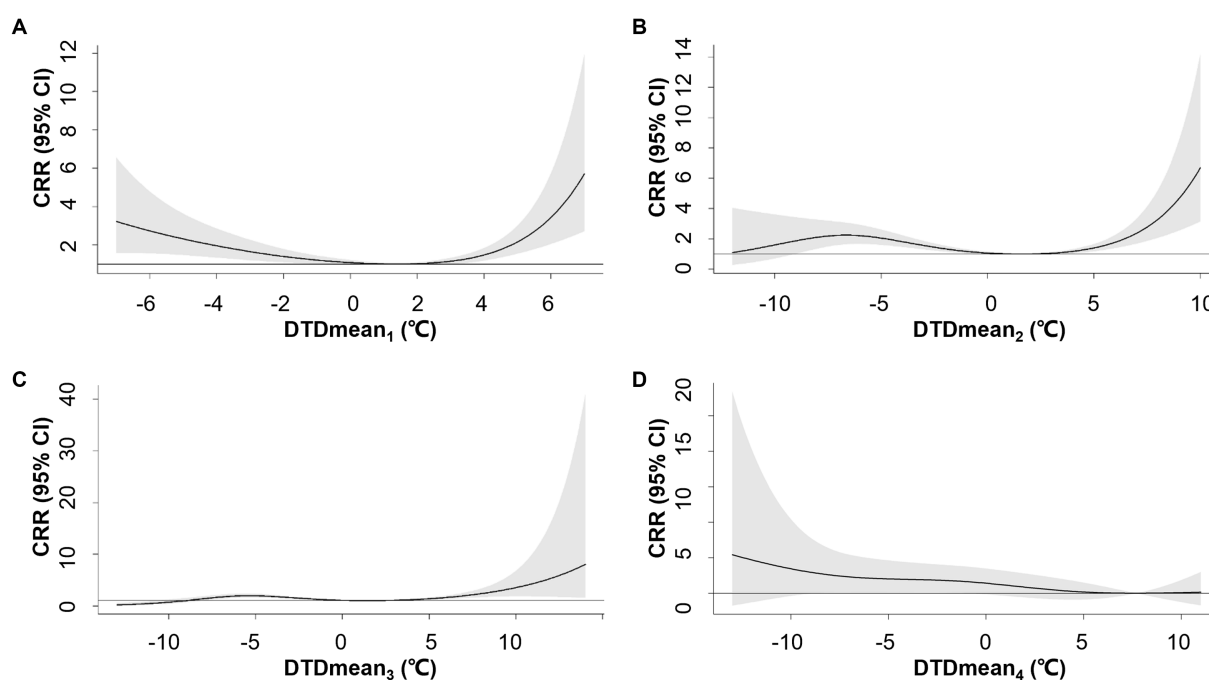 A
CRR (95% CI)
2 4 6 8 10 12
-6 -4 -2 0 2 4 6
DTDmean₁ (℃)
B
CRR (95% CI)
0 2 4 6 8 10 12 14
-10 -5 0 5 10
DTDmean₂ (℃)
C
CRR (95% CI)
0 10 20 30 40
-10 -5 0 5 10
DTDmean₃ (℃)
D
CRR (95% CI)
0 5 10 15 20
-10 -5 0 5 10
DTDmean₄ (℃)